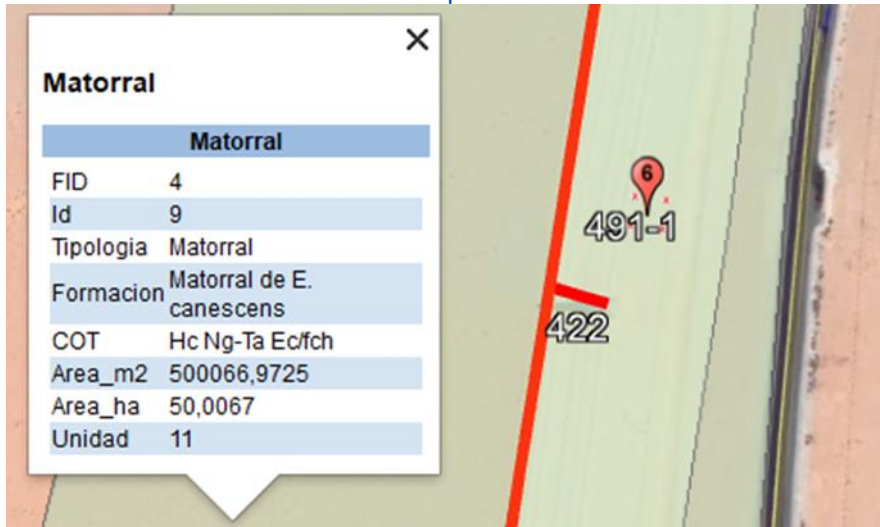 Matorral
Matorral
FID 4
Id 9
Tipologia Matorral
Formacion Matorral de E. canescens
COT Hc Ng-Ta Ec/fch
Area_m2 500066,9725
Area_ha 50,0067
Unidad 11
6
491-1
422